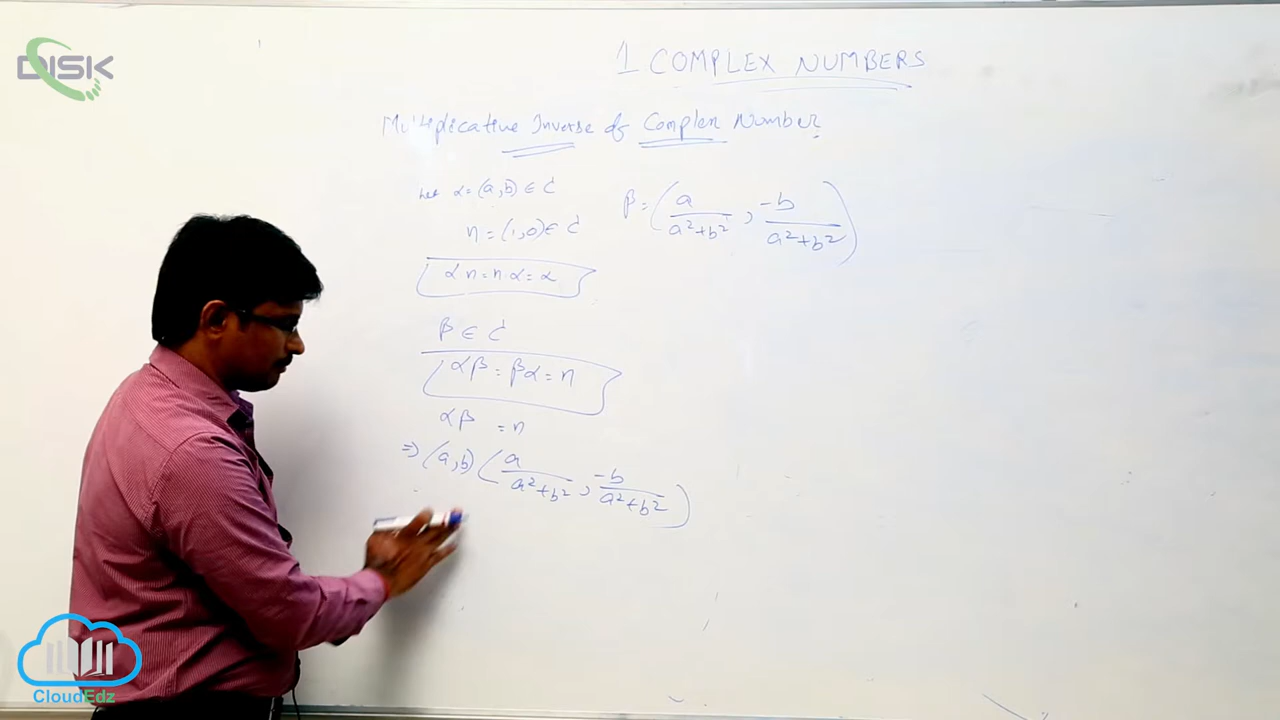 DISK
1 COMPLEX NUMBERS
Multiplicative Inverse of Complex Number
Let α = (a,b) ∈ C
n = (1,0) ∈ C
αn = n·α = α
β = (a/(a²+b²), -b/(a²+b²))
β ∈ C
αβ = βα = n
αβ = n
⇒ (a,b) (a/(a²+b²), -b/(a²+b²))
CloudEdz